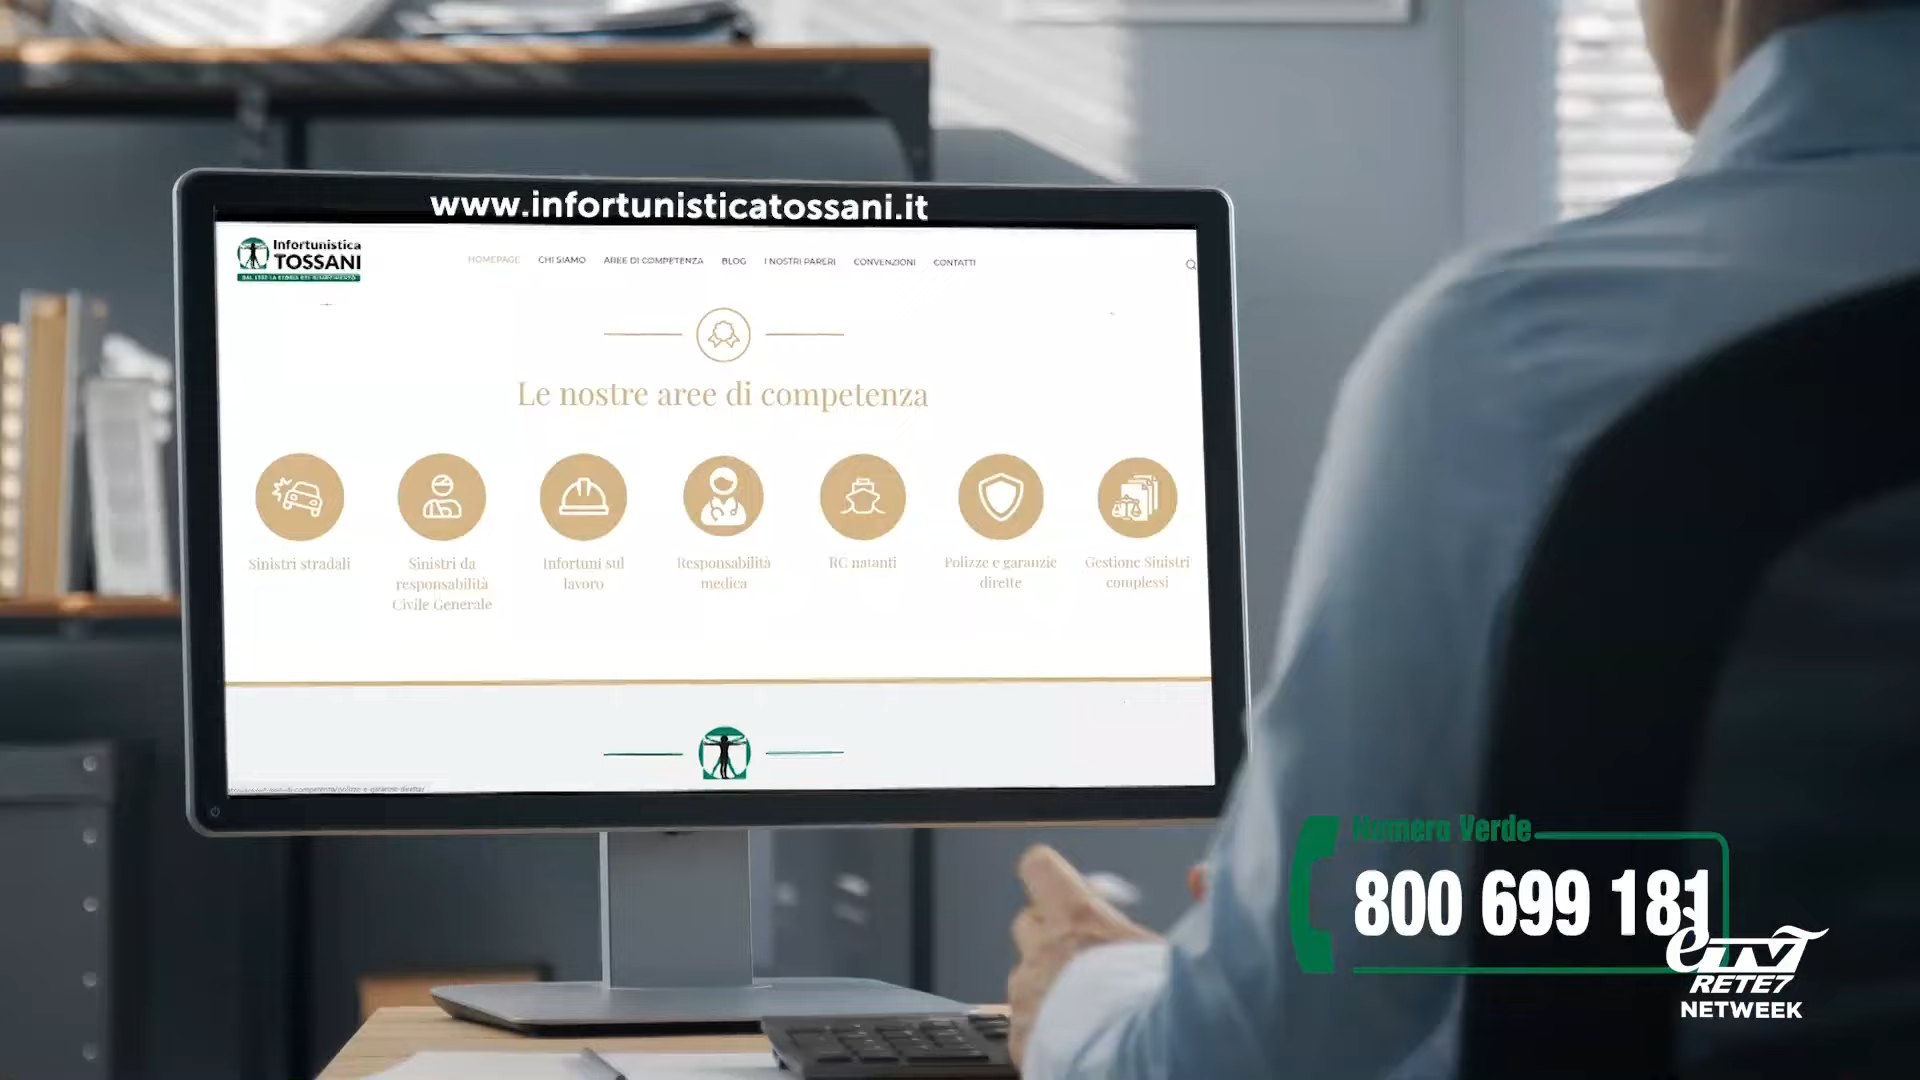 www.infortunisticatossani.it
Infortunistica
TOSSANI
HOMEPAGE CHI SIAMO AREE DI COMPETENZA BLOG I NOSTRI PARERI CONVENZIONI CONTATTI
Le nostre aree di competenza
Sinistri stradali
Sinistri da
responsabilità
Civile Generale
Infortuni sul
lavoro
Responsabilità
medica
RC natanti
Polizze e garanzie
dirette
Gestione Sinistri
complessi
Numero Verde
800 699 181
eTV
RETE7
NETWEEK